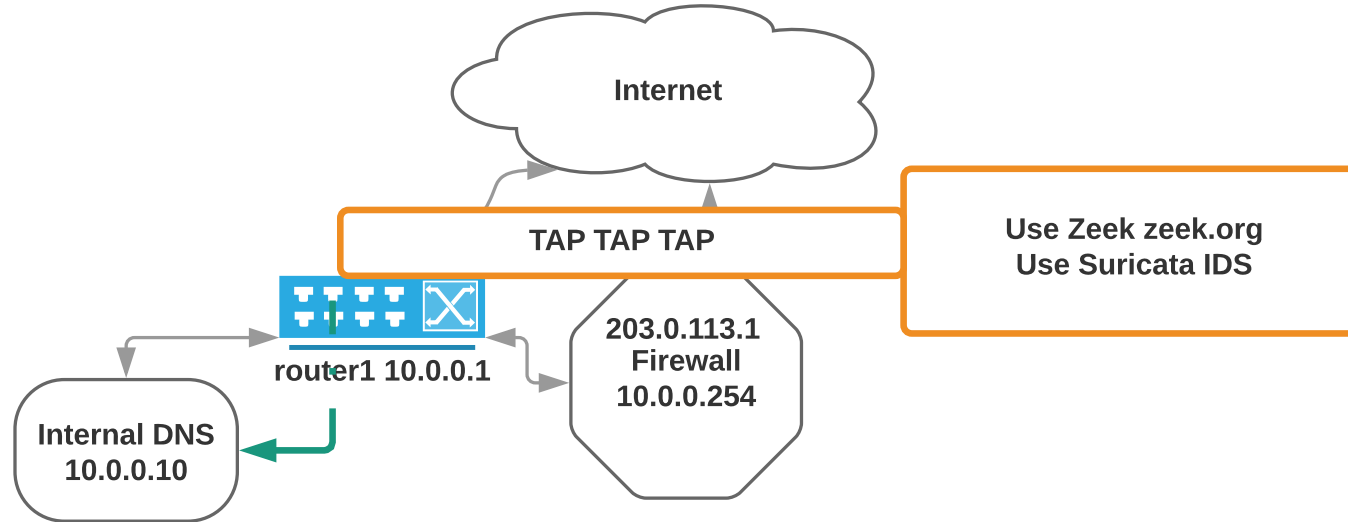 Internet
TAP TAP TAP
Use Zeek zeek.org
Use Suricata IDS
203.0.113.1
Firewall
10.0.0.254
router1 10.0.0.1
Internal DNS
10.0.0.10